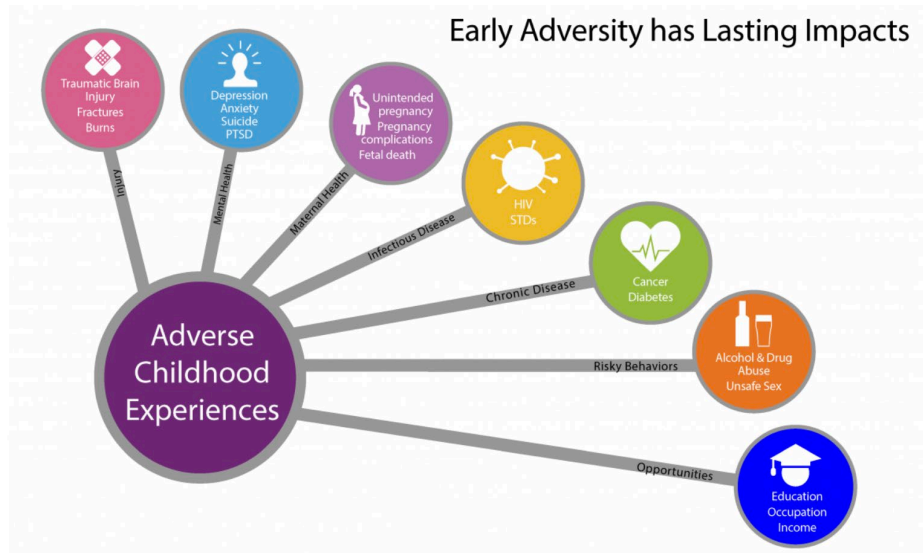 Early Adversity has Lasting Impacts
Traumatic Brain
Injury
Fractures
Burns
Injury
Depression
Anxiety
Suicide
PTSD
Mental Health
Unintended
pregnancy
Pregnancy
complications
Fetal death
Maternal Health
HIV
STDs
Infectious Disease
Cancer
Diabetes
Chronic Disease
Alcohol & Drug
Abuse
Unsafe Sex
Risky Behaviors
Education
Occupation
Income
Opportunities
Adverse
Childhood
Experiences